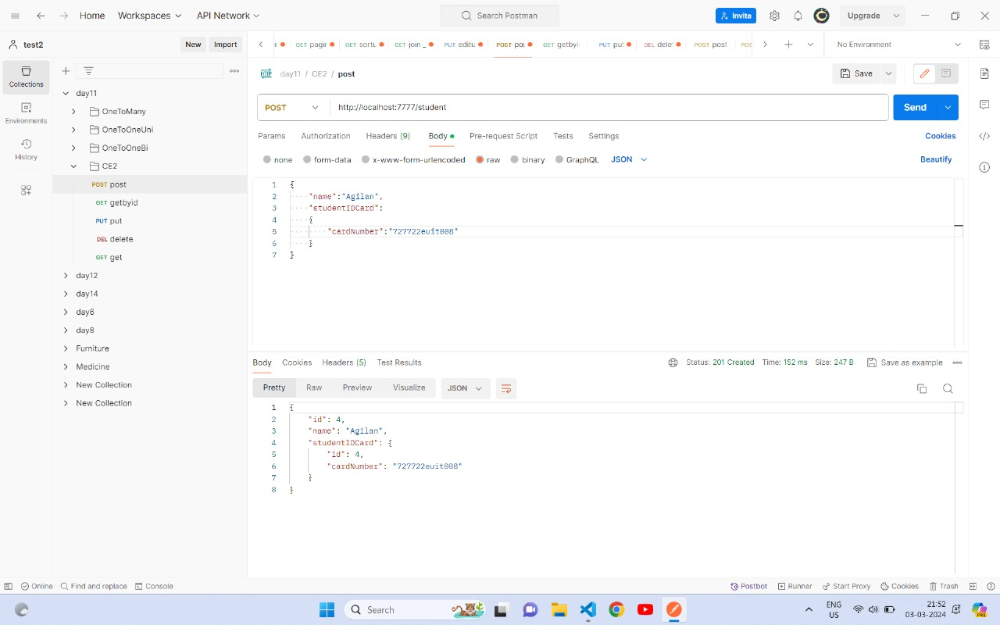 Home Workspaces API Network Search Postman Invite Upgrade
test2 New Import GET pagin GET sortu GET join_ PUT editu POST pos GET getbyi PUT put DEL dele POST post POS No Environment
Collections
day11 / CE2 / post Save
day11
OneToMany POST http://localhost:7777/student Send
Environments
OneToOneUni Params Authorization Headers (9) Body Pre-request Script Tests Settings Cookies
OneToOneBi
History
CE2 none form-data x-www-form-urlencoded raw binary GraphQL JSON Beautify
POST post
GET getbyid
PUT put
DEL delete
GET get
day12
day14
day6
day8
Furniture
Medicine
New Collection
New Collection
1 {
2 "name":"Agilan",
3 "studentIDCard":
4 {
5 "cardNumber":"727722euit008"
6 }
7 }
Body Cookies Headers (5) Test Results Status: 201 Created Time: 152 ms Size: 247 B Save as example
Pretty Raw Preview Visualize JSON
1 {
2 "id": 4,
3 "name": "Agilan",
4 "studentIDCard": {
5 "id": 4,
6 "cardNumber": "727722euit008"
7 }
8 }
Online Find and replace Console Postbot Runner Start Proxy Cookies Trash
Search ENG US 21:52 03-03-2024 PRE